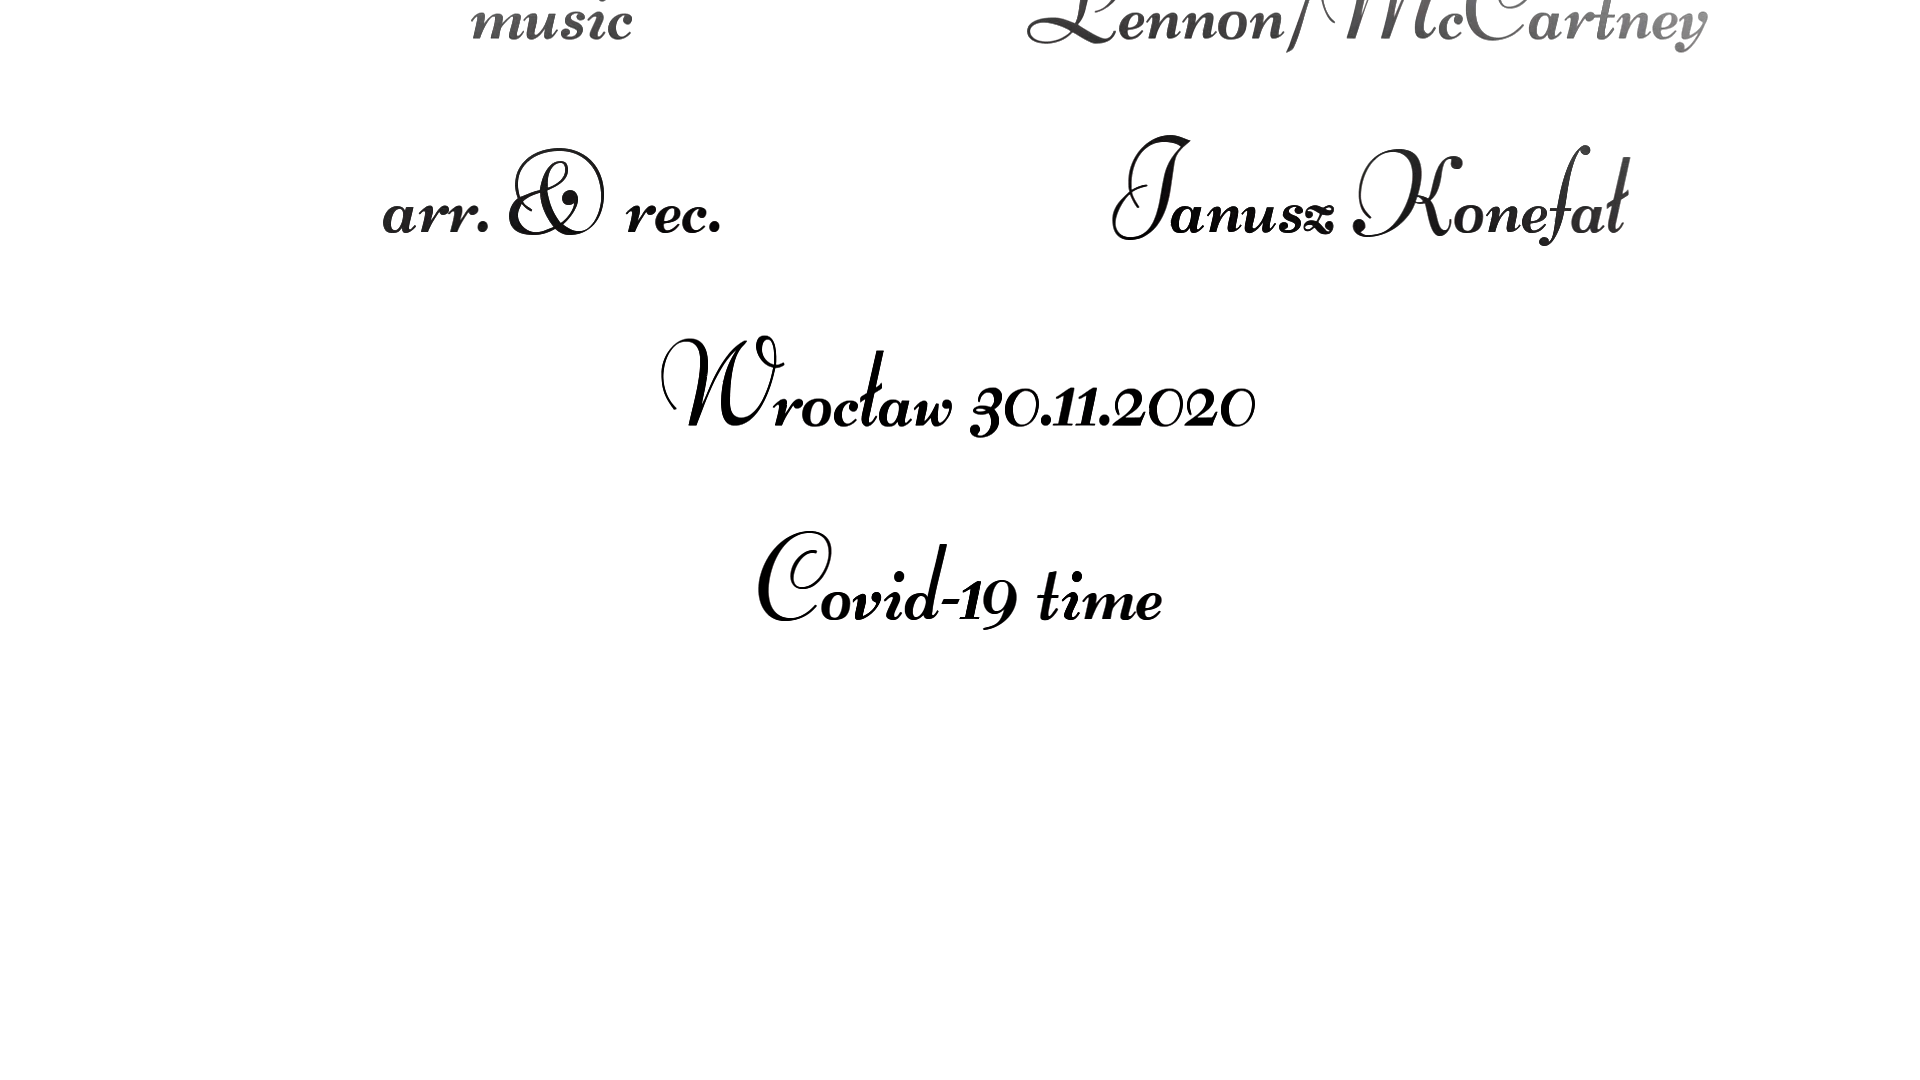 music Lennon/McCartney
arr. & rec. Janusz Konefał
Wrocław 30.11.2020
Covid-19 time